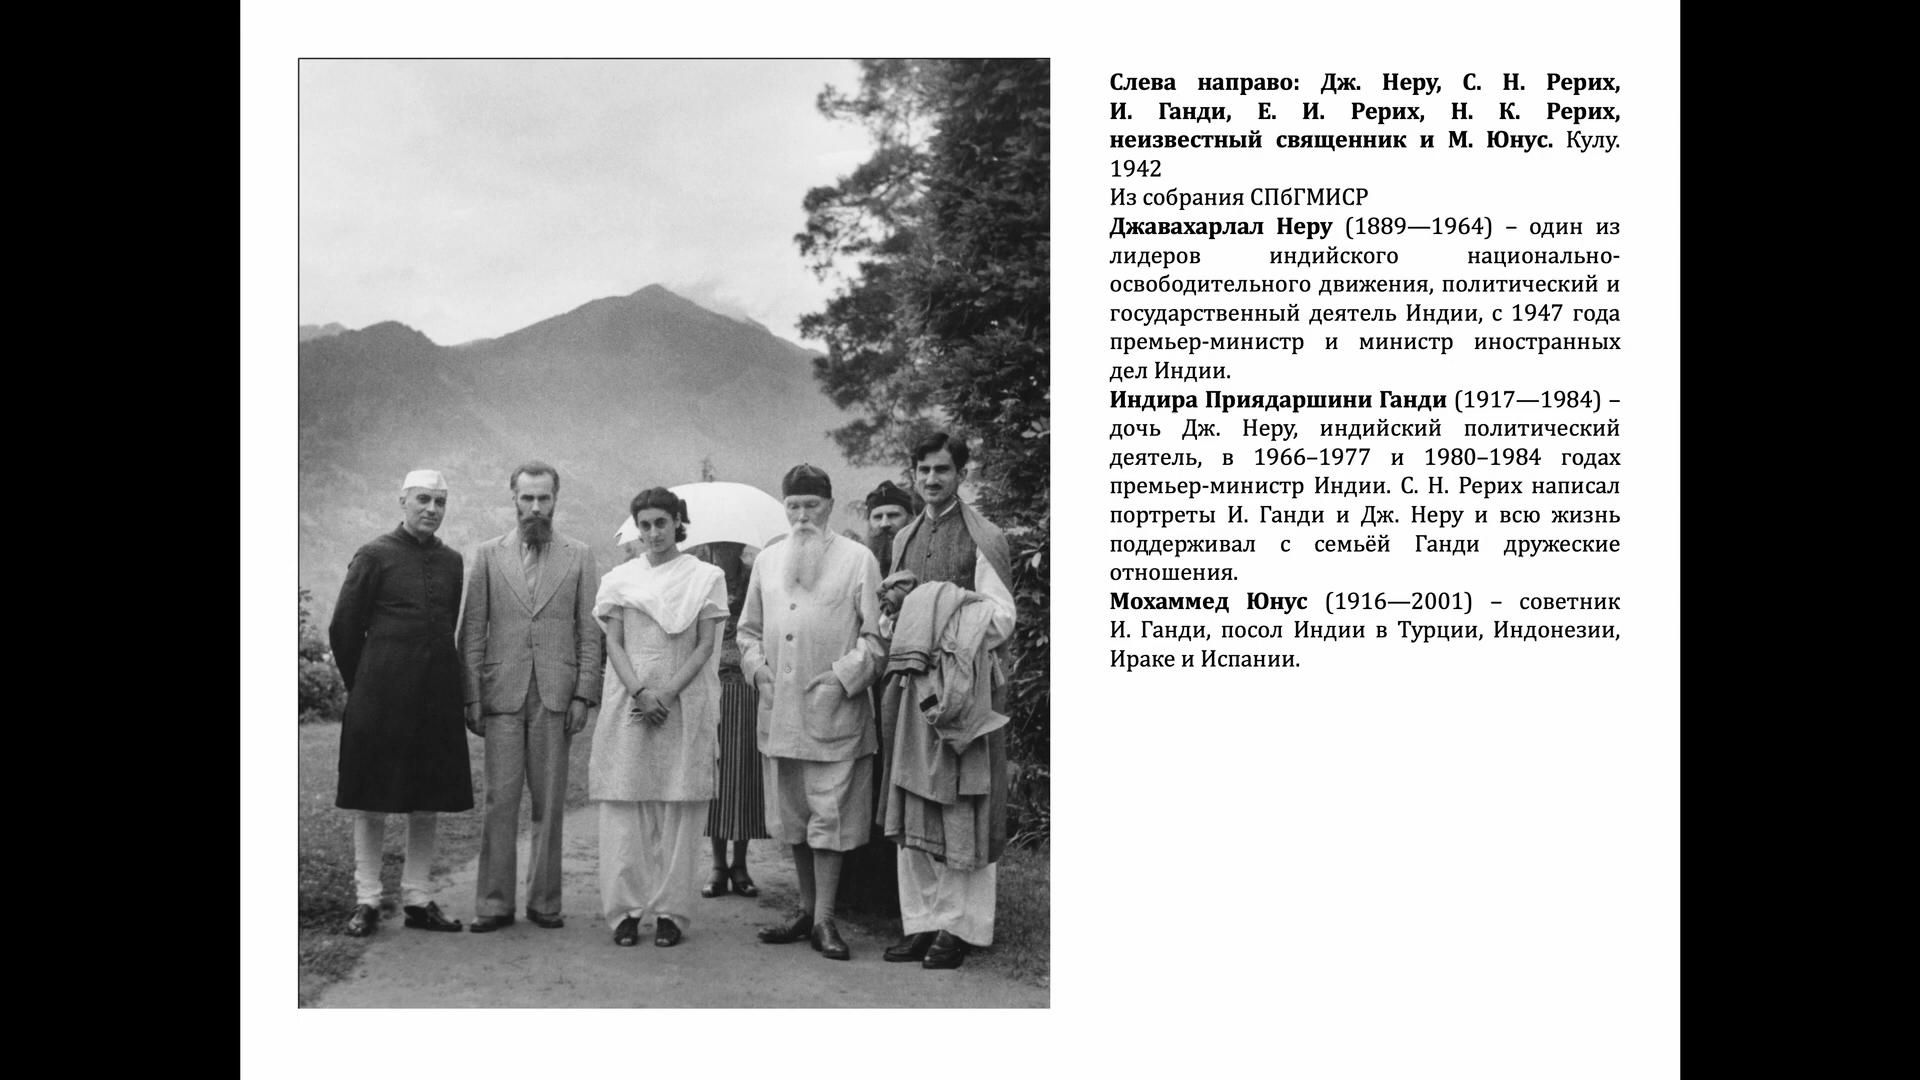 Слева направо: Дж. Неру, С. Н. Рерих,
И. Ганди, Е. И. Рерих, Н. К. Рерих,
неизвестный священник и М. Юнус. Кулу.
1942
Из собрания СПбГМИСР
Джавахарлал Неру (1889—1964) – один из
лидеров индийского национально-
освободительного движения, политический и
государственный деятель Индии, с 1947 года
премьер-министр и министр иностранных
дел Индии.
Индира Приядаршини Ганди (1917—1984) –
дочь Дж. Неру, индийский политический
деятель, в 1966–1977 и 1980–1984 годах
премьер-министр Индии. С. Н. Рерих написал
портреты И. Ганди и Дж. Неру и всю жизнь
поддерживал с семьёй Ганди дружеские
отношения.
Мохаммед Юнус (1916—2001) – советник
И. Ганди, посол Индии в Турции, Индонезии,
Ираке и Испании.